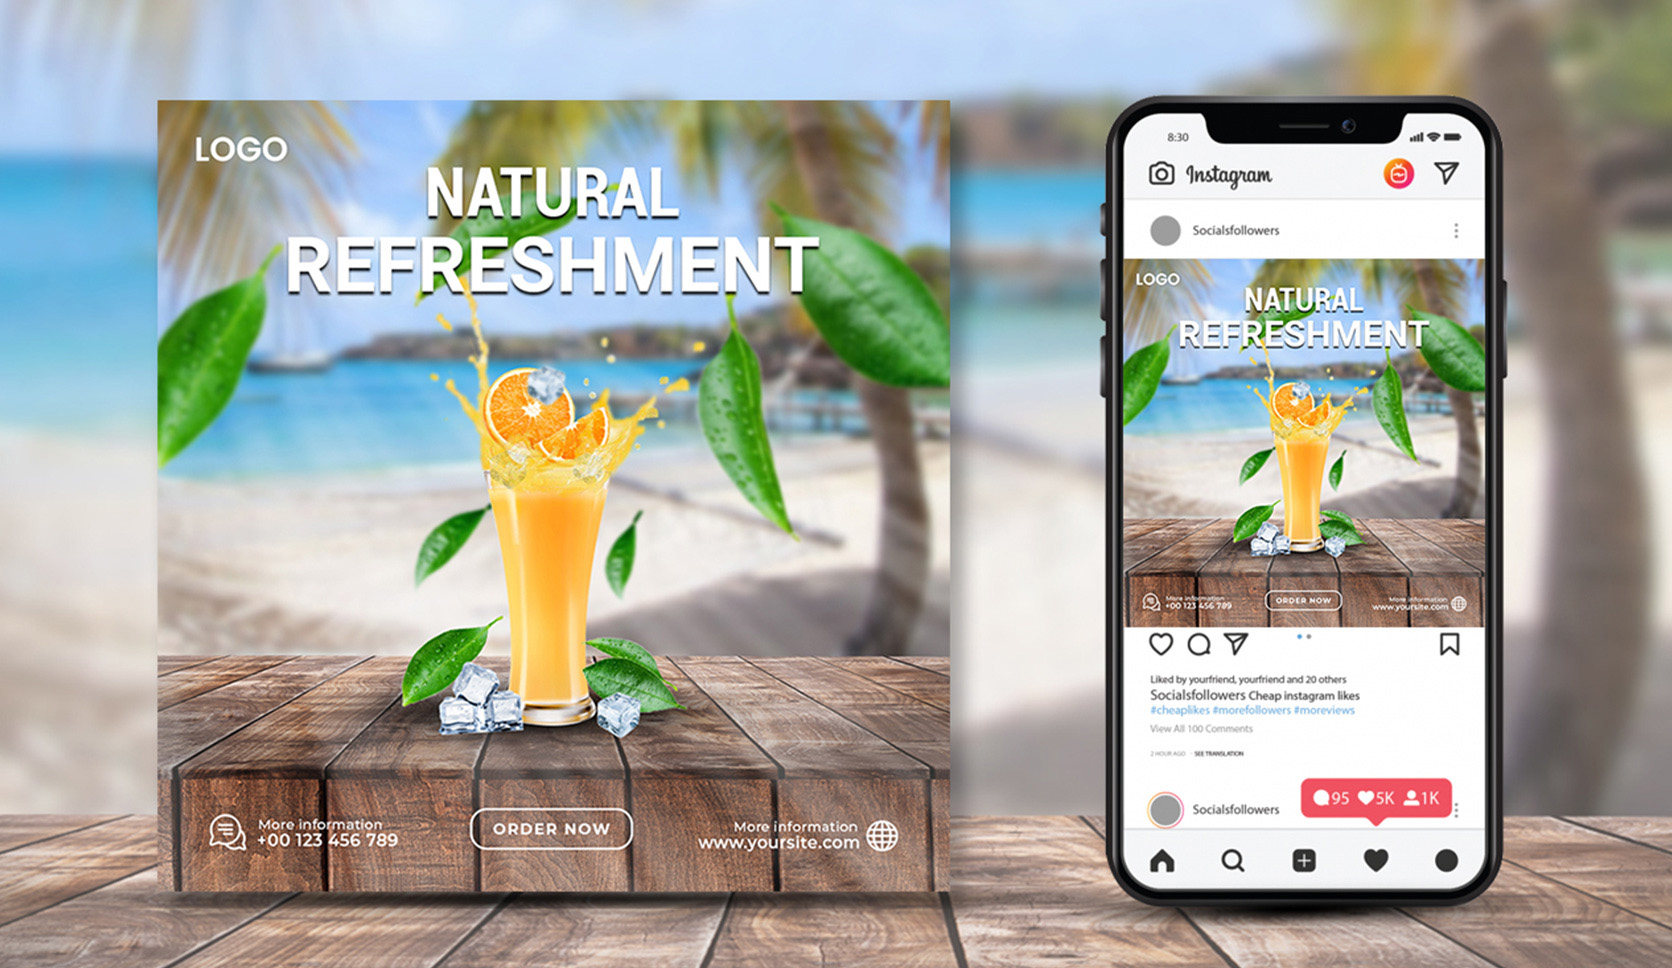 LOGO
NATURAL
REFRESHMENT
More information
+00 123 456 789
ORDER NOW
More information
www.yoursite.com
8:30
Instagram
Socialsfollowers
LOGO
NATURAL
REFRESHMENT
More information
+00 123 456 789
ORDER NOW
More information
www.yoursite.com
Liked by yourfriend, yourfriend and 20 others
Socialsfollowers Cheap instagram likes
#cheaplikes #morefollowers #moreviews
View All 100 Comments
2 HOUR AGO · SEE TRANSLATION
Socialsfollowers
95 5K 1K